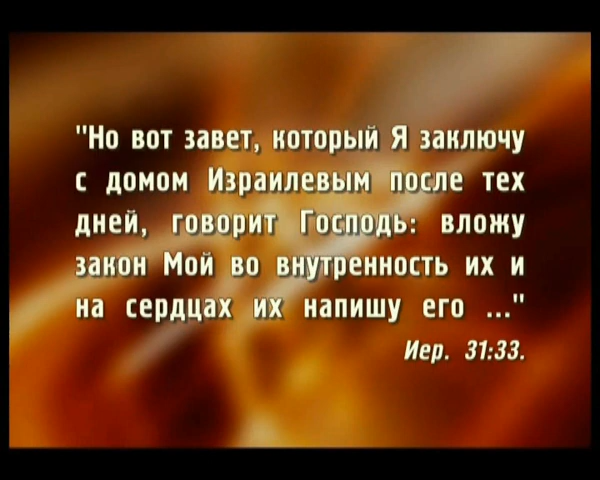 "Но вот завет, который Я заключу
с домом Израилевым после тех
дней, говорит Господь: вложу
закон Мой во внутренность их и
на сердцах их напишу его ..."
Иер. 31:33.